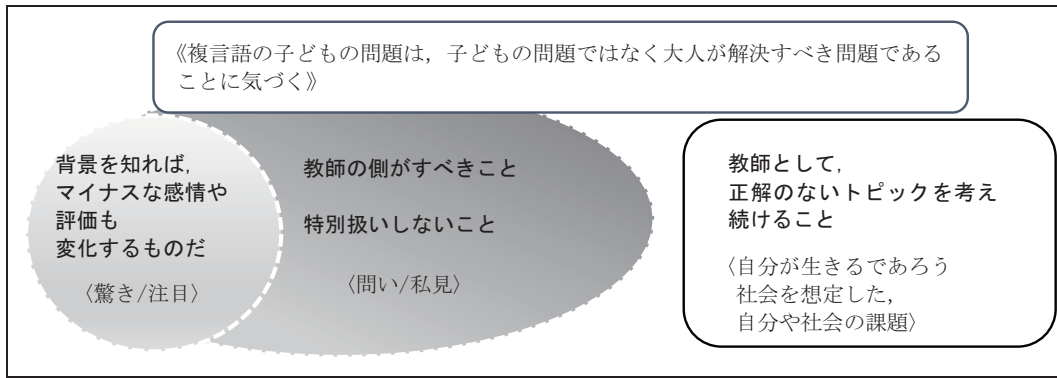 《複言語の子どもの問題は，子どもの問題ではなく大人が解決すべき問題である
ことに気づく》
背景を知れば，
マイナスな感情や
評価も
変化するものだ
〈驚き/注目〉
教師の側がすべきこと
特別扱いしないこと
〈問い/私見〉
教師として，
正解のないトピックを考え
続けること
〈自分が生きるであろう
社会を想定した，
自分や社会の課題〉